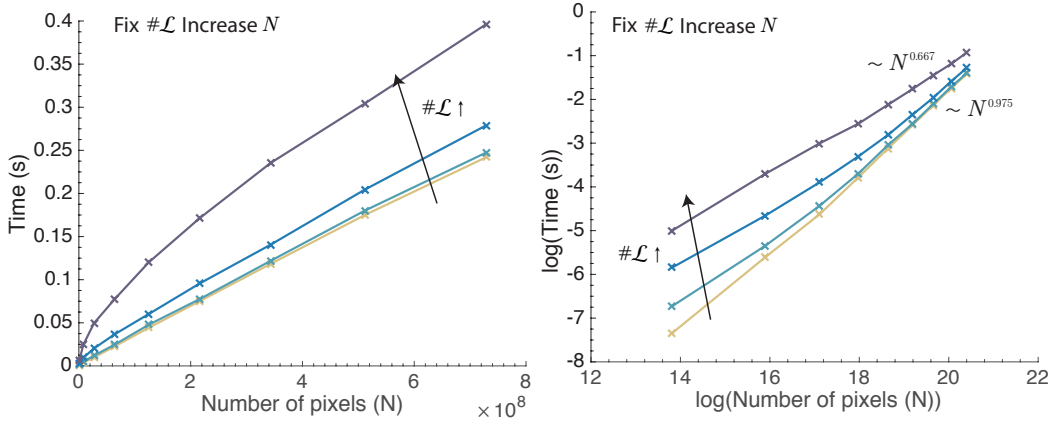 Fix #ℒ Increase N
0.4
0.35
0.3
0.25
0.2
0.15
0.1
0.05
0
Time (s)
#ℒ ↑
0 2 4 6 8
Number of pixels (N)
× 10⁸
Fix #ℒ Increase N
0
-1
-2
-3
-4
-5
-6
-7
-8
log(Time (s))
∼ N^0.667
∼ N^0.975
#ℒ ↑
12 14 16 18 20 22
log(Number of pixels (N))